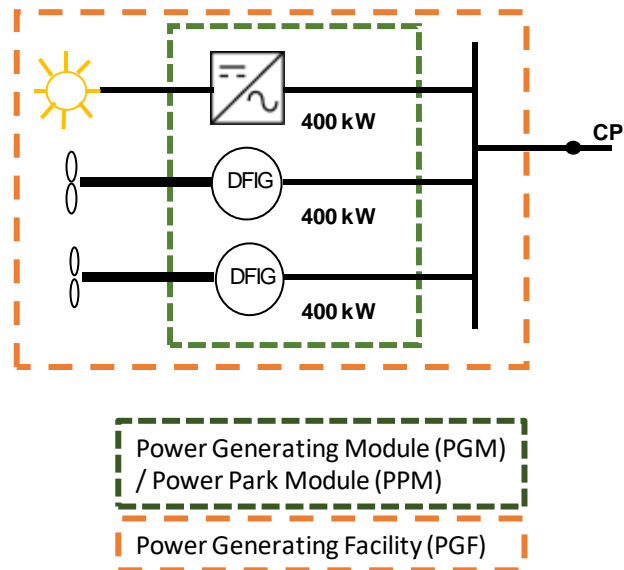 400 kW
CP
DFIG
400 kW
DFIG
400 kW
Power Generating Module (PGM)
/ Power Park Module (PPM)
Power Generating Facility (PGF)